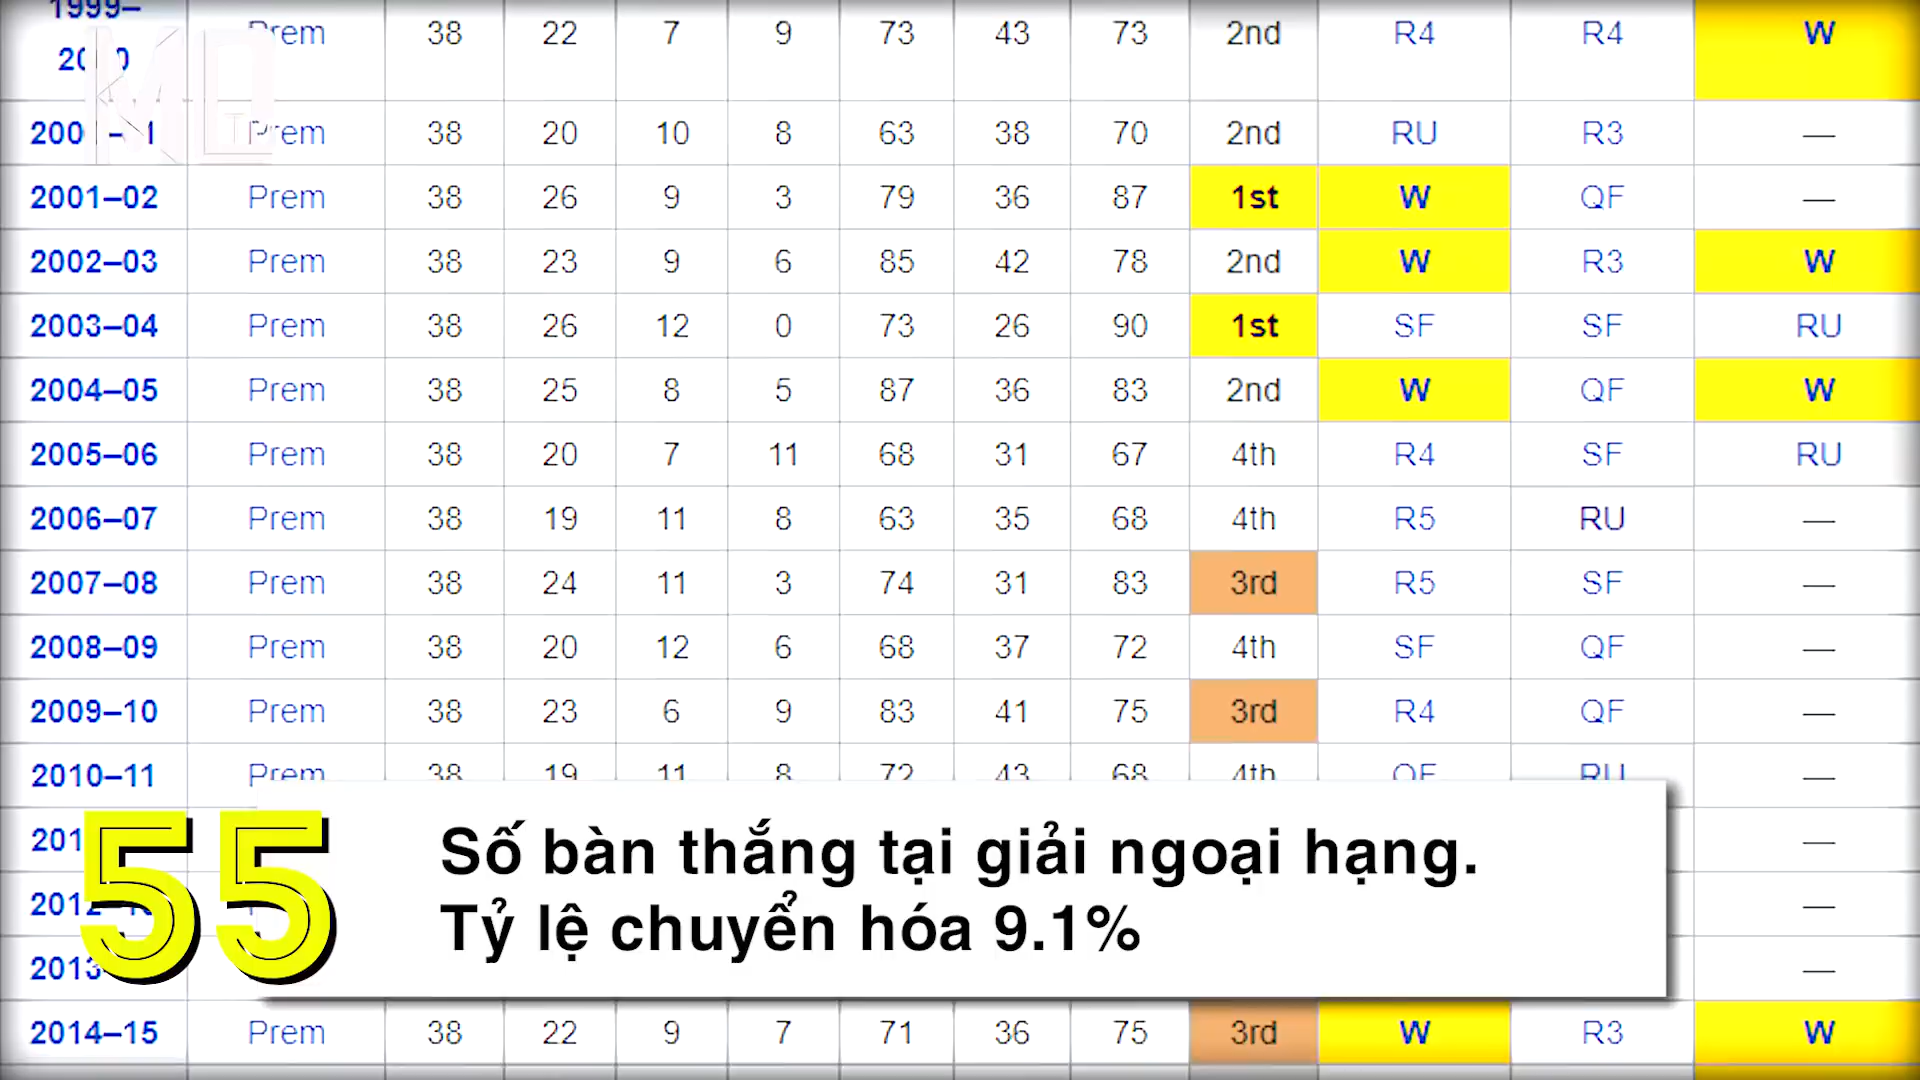 1999–
Prem 38 22 7 9 73 43 73 2nd R4 R4 W
Prem 38 20 10 8 63 38 70 2nd RU R3 —
2001–02 Prem 38 26 9 3 79 36 87 1st W QF —
2002–03 Prem 38 23 9 6 85 42 78 2nd W R3 W
2003–04 Prem 38 26 12 0 73 26 90 1st SF SF RU
2004–05 Prem 38 25 8 5 87 36 83 2nd W QF W
2005–06 Prem 38 20 7 11 68 31 67 4th R4 SF RU
2006–07 Prem 38 19 11 8 63 35 68 4th R5 RU —
2007–08 Prem 38 24 11 3 74 31 83 3rd R5 SF —
2008–09 Prem 38 20 12 6 68 37 72 4th SF QF —
2009–10 Prem 38 23 6 9 83 41 75 3rd R4 QF —
2010–11 Prem 38 19 11 8 72 43 68 4th QF RU —
55
Số bàn thắng tại giải ngoại hạng.
Tỷ lệ chuyển hóa 9.1%
2014–15 Prem 38 22 9 7 71 36 75 3rd W R3 W